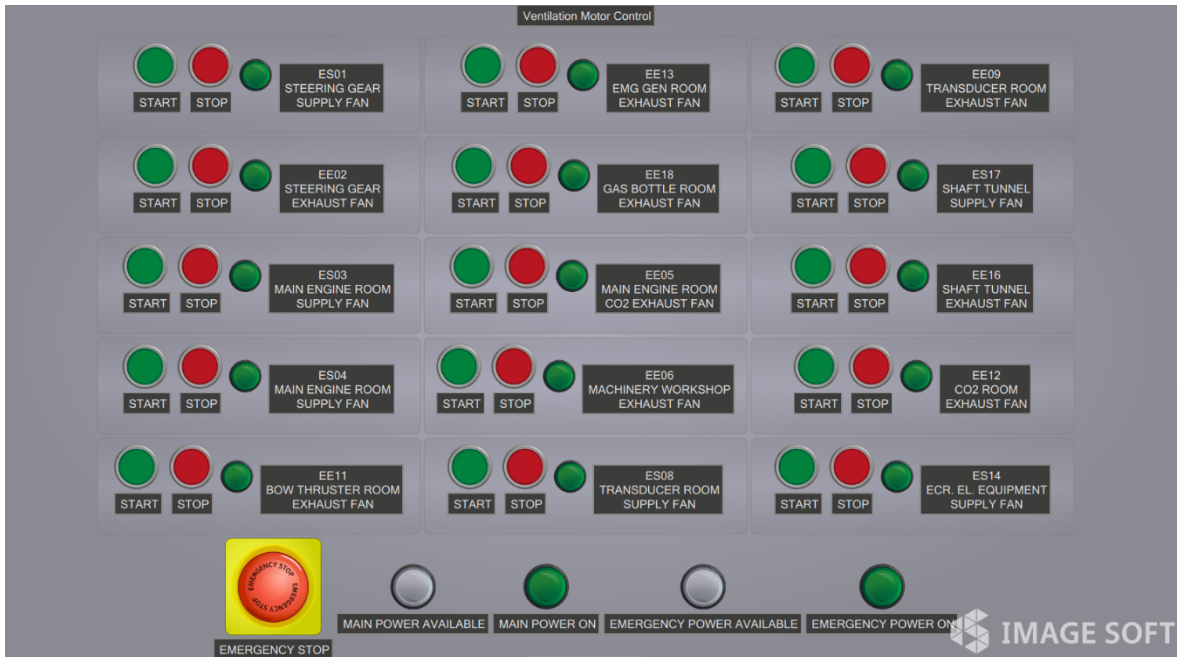 Ventilation Motor Control
START STOP
ES01
STEERING GEAR
SUPPLY FAN
START STOP
EE13
EMG GEN ROOM
EXHAUST FAN
START STOP
EE09
TRANSDUCER ROOM
EXHAUST FAN
START STOP
EE02
STEERING GEAR
EXHAUST FAN
START STOP
EE18
GAS BOTTLE ROOM
EXHAUST FAN
START STOP
ES17
SHAFT TUNNEL
SUPPLY FAN
START STOP
ES03
MAIN ENGINE ROOM
SUPPLY FAN
START STOP
EE05
MAIN ENGINE ROOM
CO2 EXHAUST FAN
START STOP
EE16
SHAFT TUNNEL
EXHAUST FAN
START STOP
ES04
MAIN ENGINE ROOM
SUPPLY FAN
START STOP
EE06
MACHINERY WORKSHOP
EXHAUST FAN
START STOP
EE12
CO2 ROOM
EXHAUST FAN
START STOP
EE11
BOW THRUSTER ROOM
EXHAUST FAN
START STOP
ES08
TRANSDUCER ROOM
SUPPLY FAN
START STOP
ES14
ECR. EL. EQUIPMENT
SUPPLY FAN
EMERGENCY STOP EMERGENCY STOP
EMERGENCY STOP
MAIN POWER AVAILABLE
MAIN POWER ON
EMERGENCY POWER AVAILABLE
EMERGENCY POWER ON
IMAGE SOFT